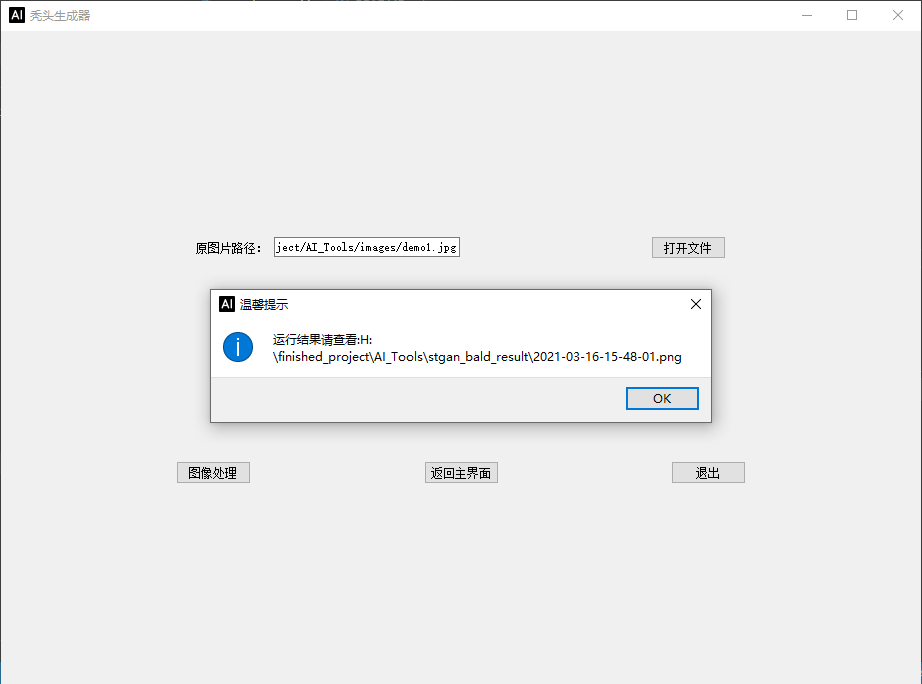 AI 秃头生成器
原图片路径： ject/AI_Tools/images/demo1.jpg 打开文件
AI 温馨提示
运行结果请查看:H:
\finished_project\AI_Tools\stgan_bald_result\2021-03-16-15-48-01.png
OK
图像处理 返回主界面 退出